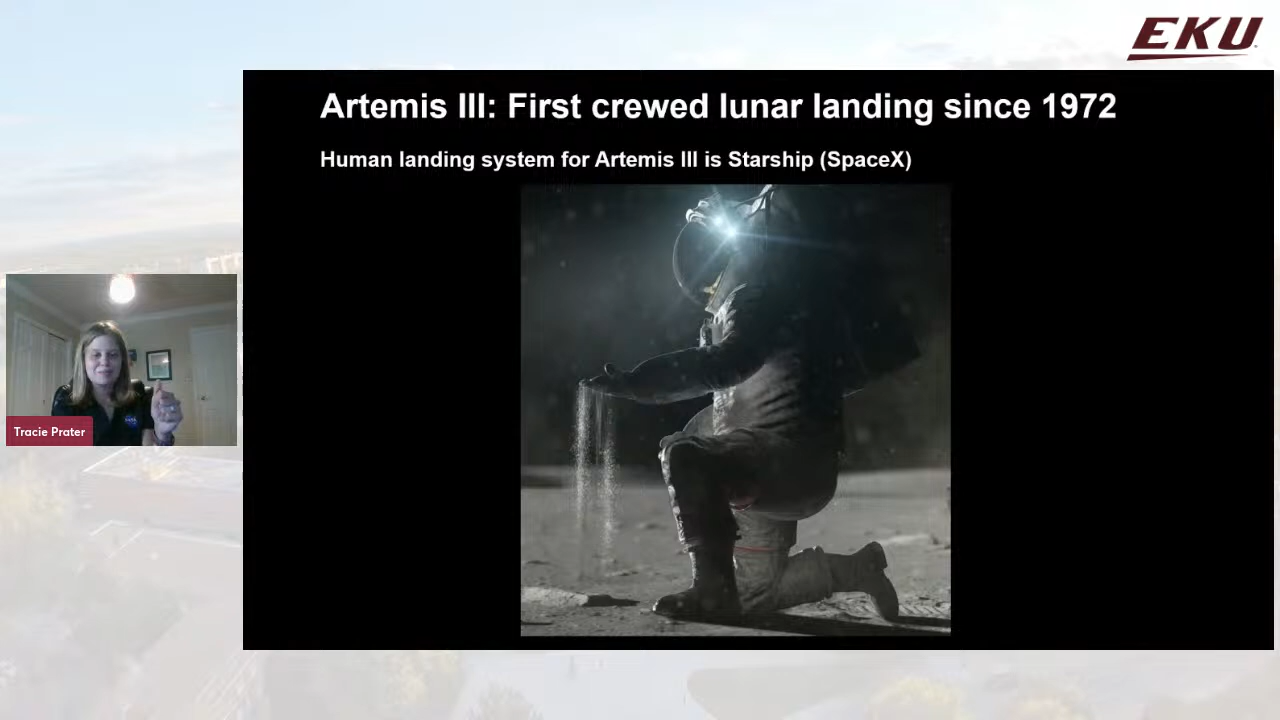 EKU
Artemis III: First crewed lunar landing since 1972
Human landing system for Artemis III is Starship (SpaceX)
Tracie Prater